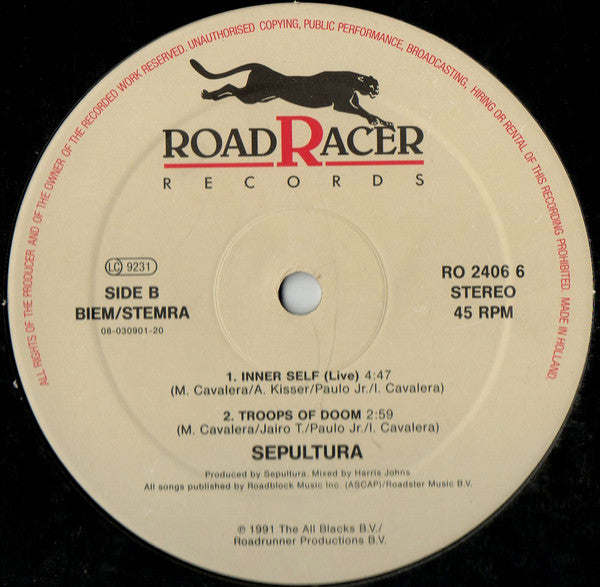 ALL RIGHTS OF THE PRODUCER AND OF THE OWNER OF THE RECORDED WORK RESERVED. UNAUTHORISED COPYING, PUBLIC PERFORMANCE, BROADCASTING, HIRING OR RENTAL OF THIS RECORDING PROHIBITED. MADE IN HOLLAND.
ROADRACER
RECORDS
LC 9231
SIDE B
BIEM/STEMRA
08-030901-20
RO 2406 6
STEREO
45 RPM
1. INNER SELF (Live) 4:47
(M. Cavalera/A. Kisser/Paulo Jr./I. Cavalera)
2. TROOPS OF DOOM 2:59
(M. Cavalera/Jairo T./Paulo Jr./I. Cavalera)
SEPULTURA
Produced by Sepultura. Mixed by Harris Johns
All songs published by Roadblock Music Inc. (ASCAP)/Roadster Music B.V.
℗ 1991 The All Blacks B.V./
Roadrunner Productions B.V.